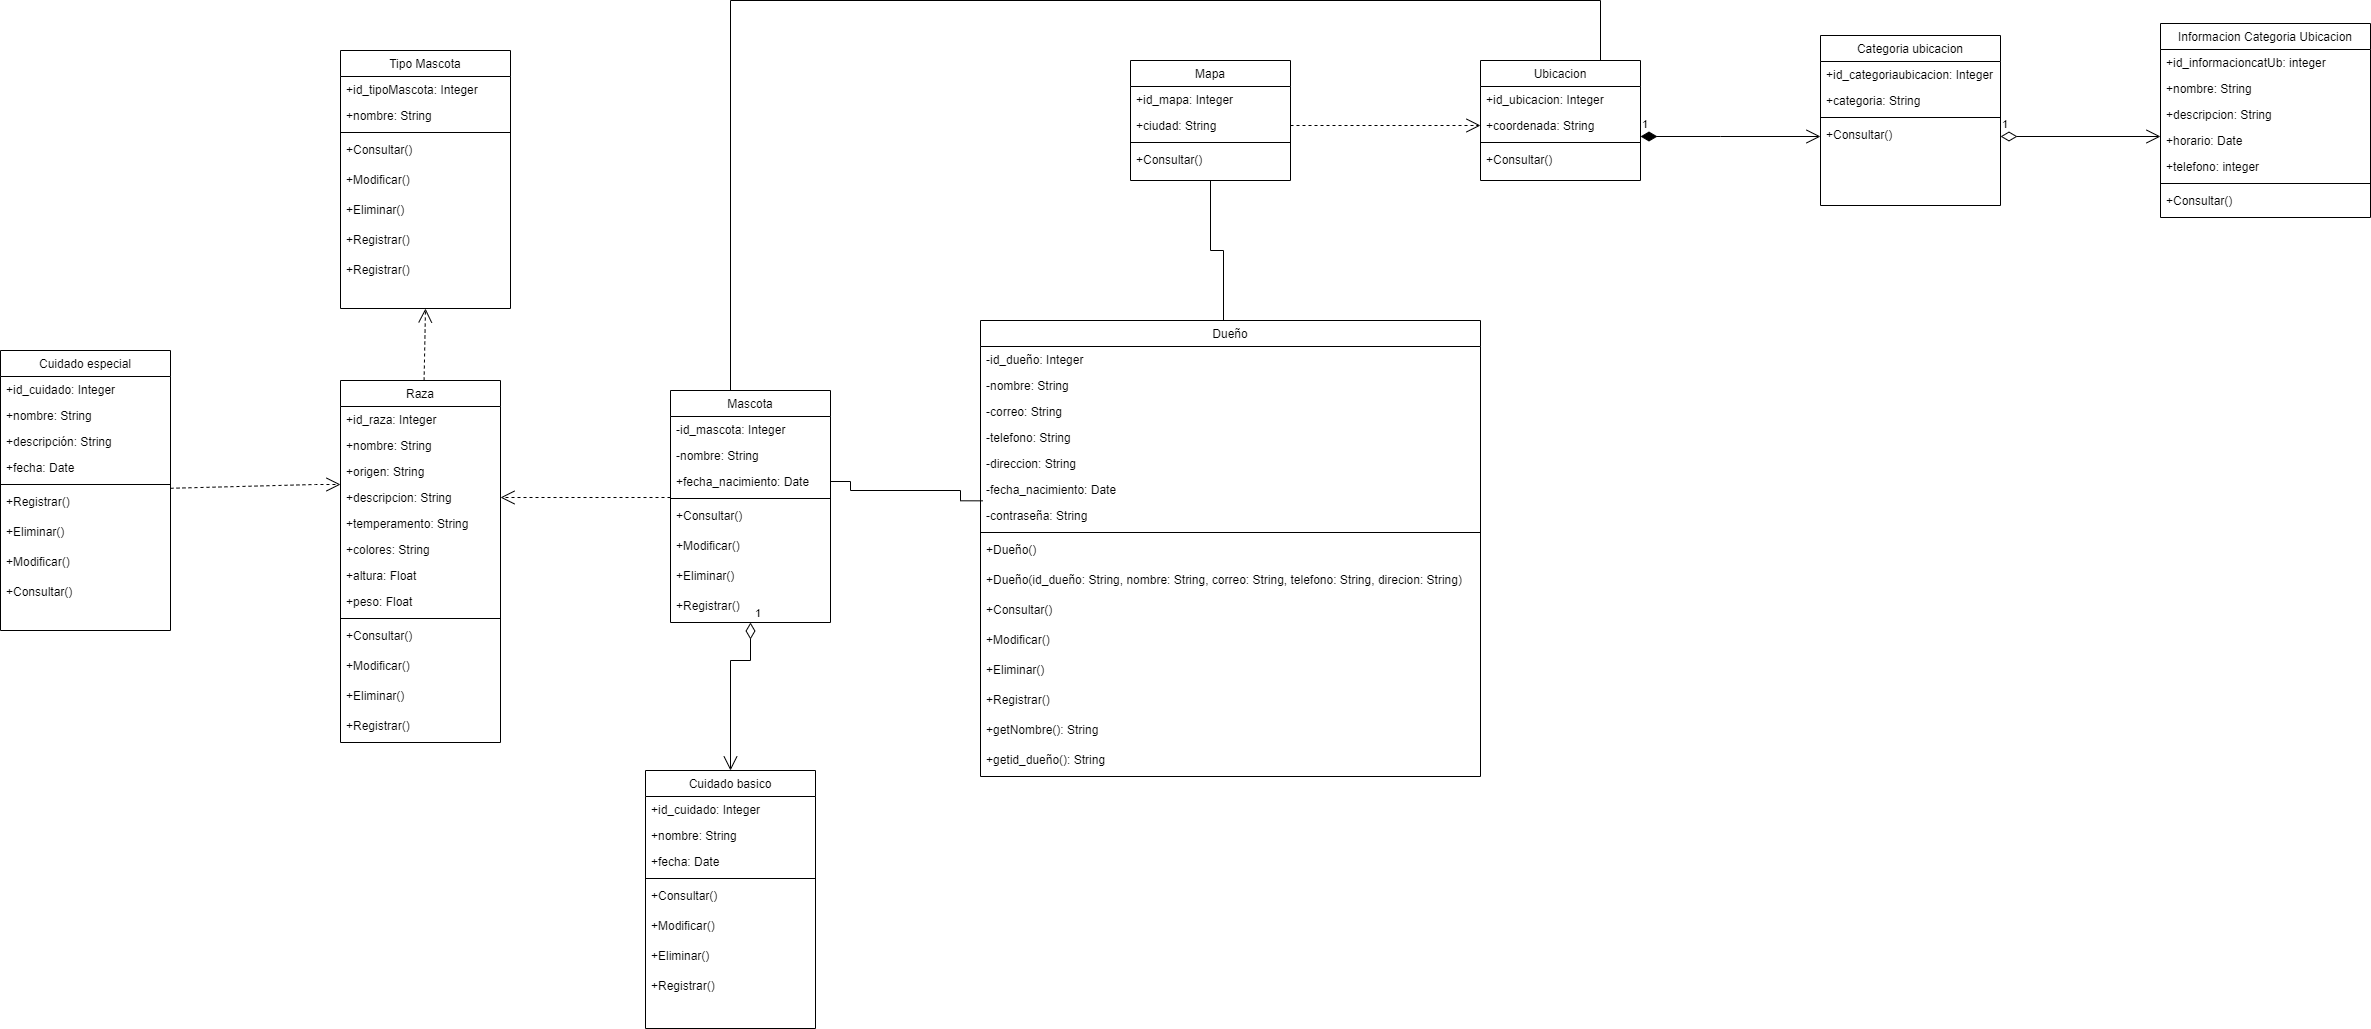 Tipo Mascota
+id_tipoMascota: Integer
+nombre: String
+Consultar()
+Modificar()
+Eliminar()
+Registrar()
+Registrar()
Mapa
+id_mapa: Integer
+ciudad: String
+Consultar()
Ubicacion
+id_ubicacion: Integer
+coordenada: String
+Consultar()
1
Categoria ubicacion
+id_categoriaubicacion: Integer
+categoria: String
+Consultar()
1
Informacion Categoria Ubicacion
+id_informacioncatUb: integer
+nombre: String
+descripcion: String
+horario: Date
+telefono: integer
+Consultar()
Cuidado especial
+id_cuidado: Integer
+nombre: String
+descripción: String
+fecha: Date
+Registrar()
+Eliminar()
+Modificar()
+Consultar()
Raza
+id_raza: Integer
+nombre: String
+origen: String
+descripcion: String
+temperamento: String
+colores: String
+altura: Float
+peso: Float
+Consultar()
+Modificar()
+Eliminar()
+Registrar()
Mascota
-id_mascota: Integer
-nombre: String
+fecha_nacimiento: Date
+Consultar()
+Modificar()
+Eliminar()
+Registrar()
1
Dueño
-id_dueño: Integer
-nombre: String
-correo: String
-telefono: String
-direccion: String
-fecha_nacimiento: Date
-contraseña: String
+Dueño()
+Dueño(id_dueño: String, nombre: String, correo: String, telefono: String, direcion: String)
+Consultar()
+Modificar()
+Eliminar()
+Registrar()
+getNombre(): String
+getid_dueño(): String
Cuidado basico
+id_cuidado: Integer
+nombre: String
+fecha: Date
+Consultar()
+Modificar()
+Eliminar()
+Registrar()